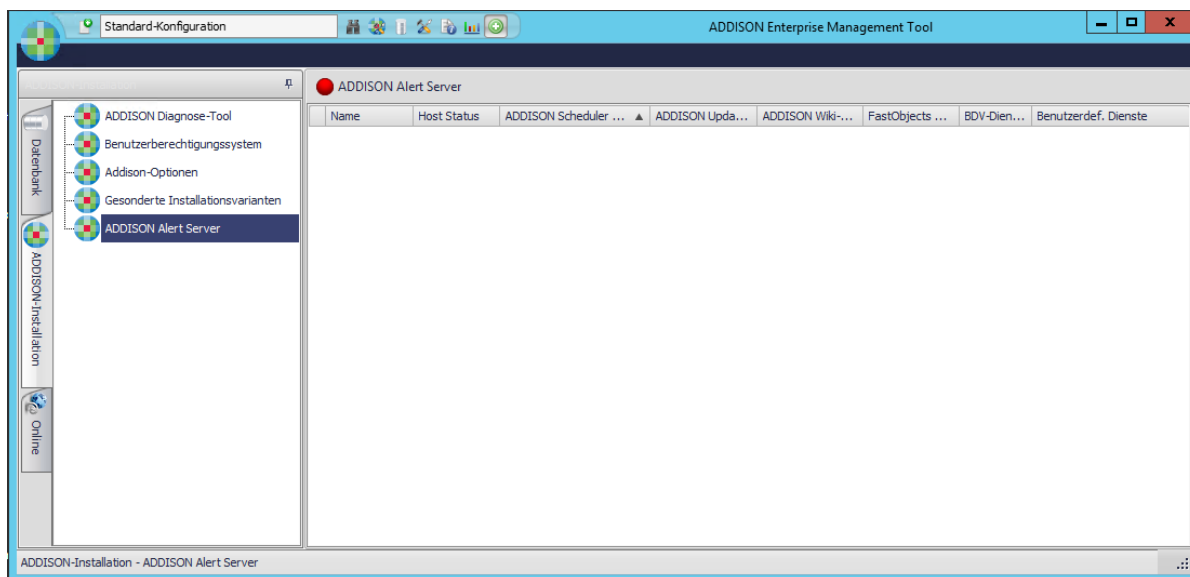 Standard-Konfiguration
ADDISON Enterprise Management Tool
ADDISON Alert Server
Name Host Status ADDISON Scheduler ... ADDISON Upda... ADDISON Wiki-... FastObjects ... BDV-Dien... Benutzerdef. Dienste
Datenbank
ADDISON-Installation
Online
ADDISON Diagnose-Tool
Benutzerberechtigungssystem
Addison-Optionen
Gesonderte Installationsvarianten
ADDISON Alert Server
ADDISON-Installation - ADDISON Alert Server